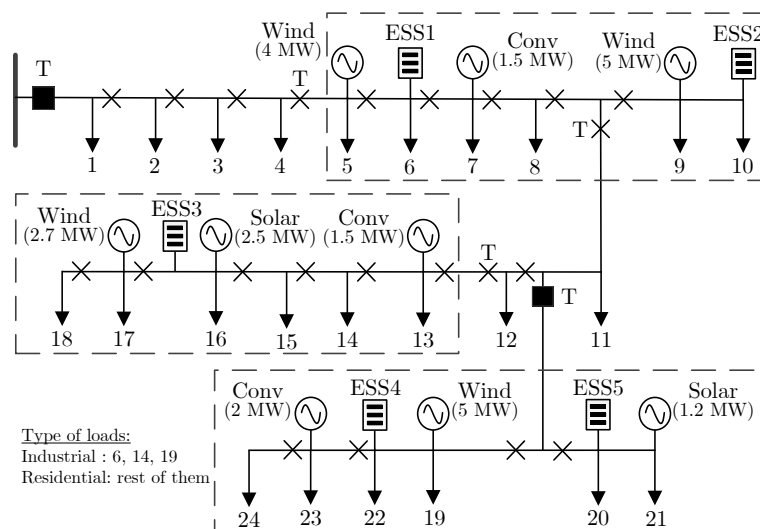 Wind
(4 MW)
ESS1
Conv
(1.5 MW)
Wind
(5 MW)
ESS2
T
T
T
1
2
3
4
5
6
7
8
9
10
Wind
(2.7 MW)
ESS3
Solar
(2.5 MW)
Conv
(1.5 MW)
T
T
18
17
16
15
14
13
12
11
Conv
(2 MW)
ESS4
Wind
(5 MW)
ESS5
Solar
(1.2 MW)
Type of loads:
Industrial : 6, 14, 19
Residential: rest of them
24
23
22
19
20
21